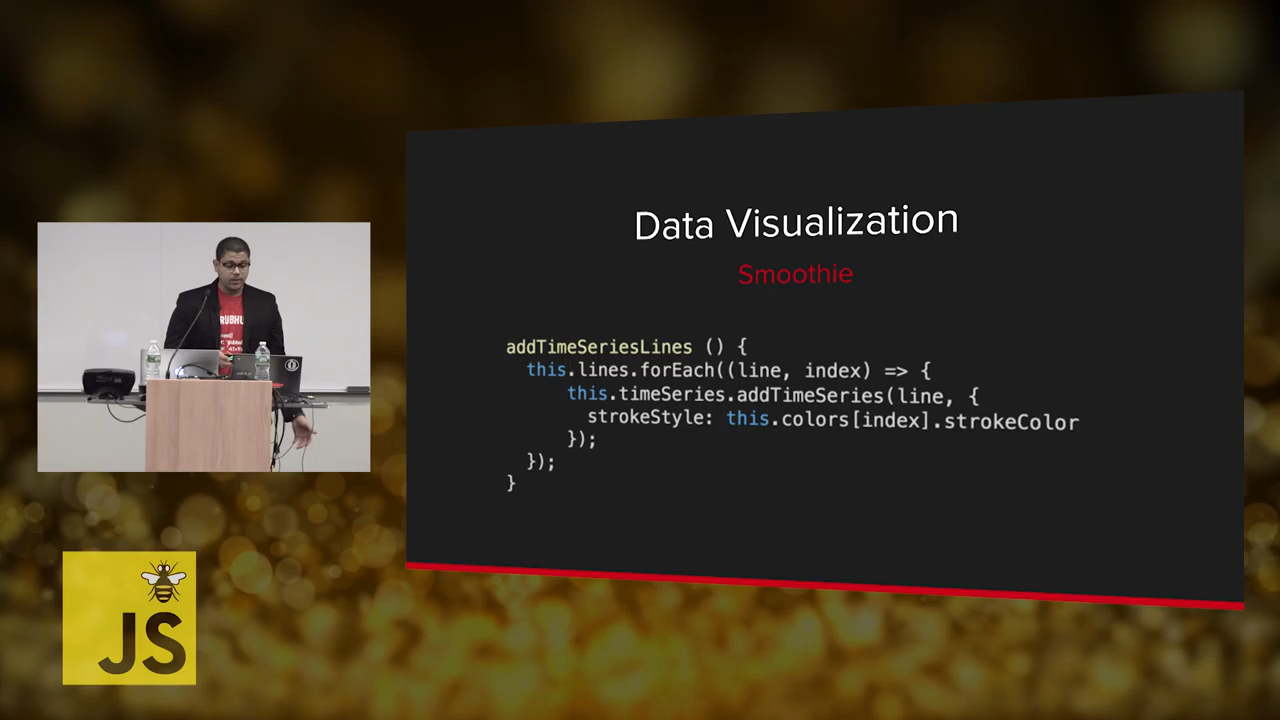 Data Visualization
Smoothie
addTimeSeriesLines () {
this.lines.forEach((line, index) => {
this.timeSeries.addTimeSeries(line, {
strokeStyle: this.colors[index].strokeColor
});
});
}
JS